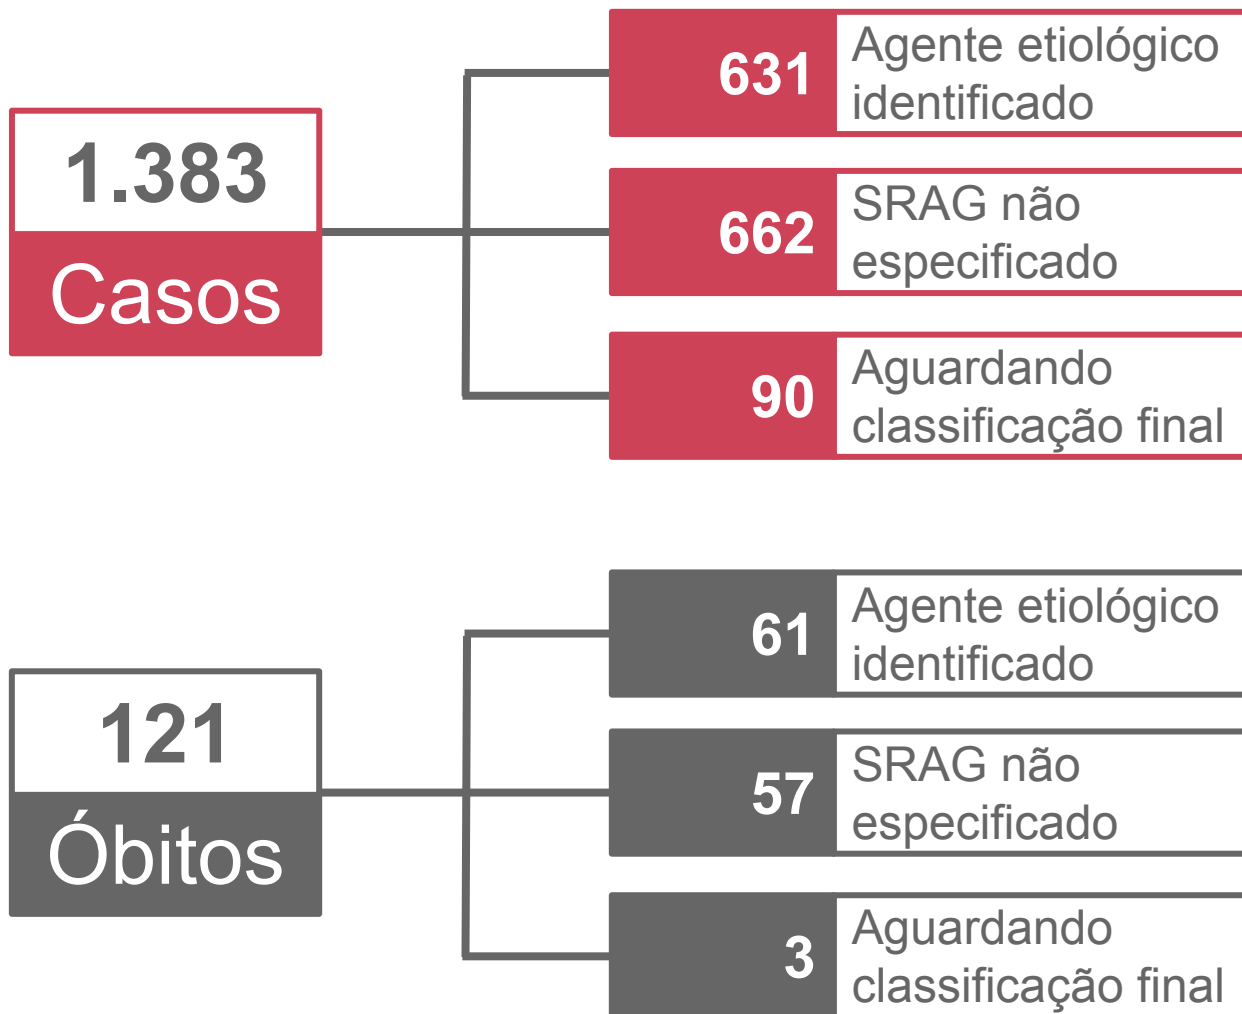 1.383
Casos
631
Agente etiológico
identificado
662
SRAG não
especificado
90
Aguardando
classificação final
121
Óbitos
61
Agente etiológico
identificado
57
SRAG não
especificado
3
Aguardando
classificação final